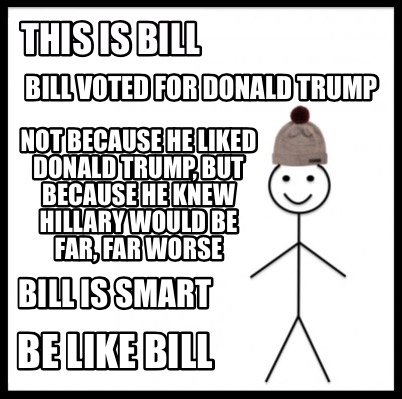 THIS IS BILL
BILL VOTED FOR DONALD TRUMP
NOT BECAUSE HE LIKED
DONALD TRUMP, BUT
BECAUSE HE KNEW
HILLARY WOULD BE
FAR, FAR WORSE
BILL IS SMART
BE LIKE BILL